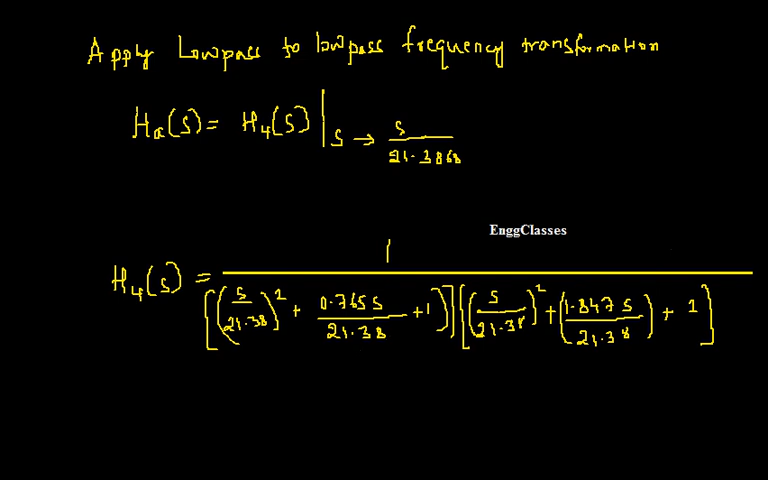 Apply Lowpass to lowpass frequency transformation
Ha(s) = H4(s) | s → s / 21.3868
EnggClasses
H4(s) = 1 / [(s/21.38)² + 0.765s/21.38 + 1)] [(s/21.38)² + (1.847s/21.38) + 1]